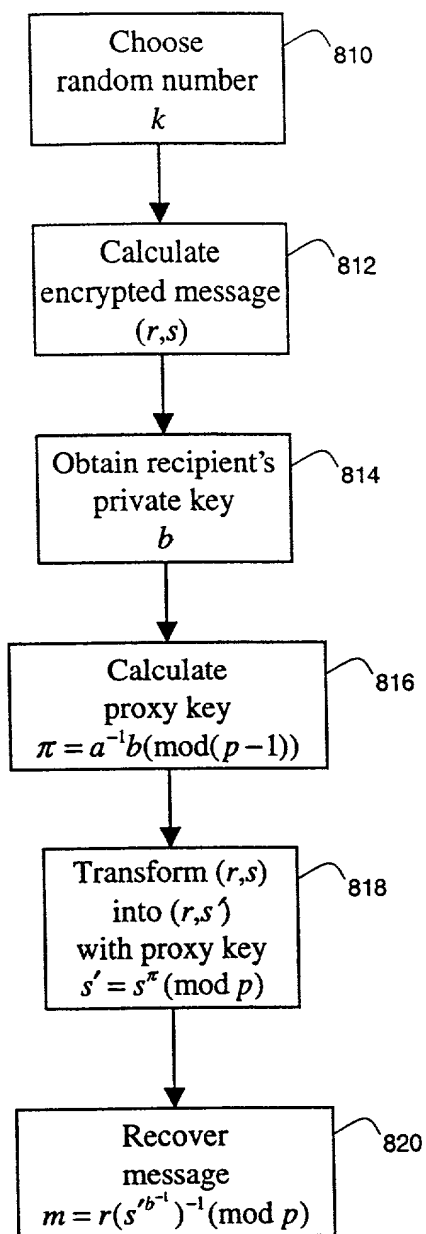 Choose
random number
k
810
Calculate
encrypted message
(r,s)
812
Obtain recipient's
private key
b
814
Calculate
proxy key
π = a⁻¹b(mod(p−1))
816
Transform (r,s)
into (r,s′)
with proxy key
s′ = s^π (mod p)
818
Recover
message
m = r(s′^{b⁻¹})⁻¹(mod p)
820